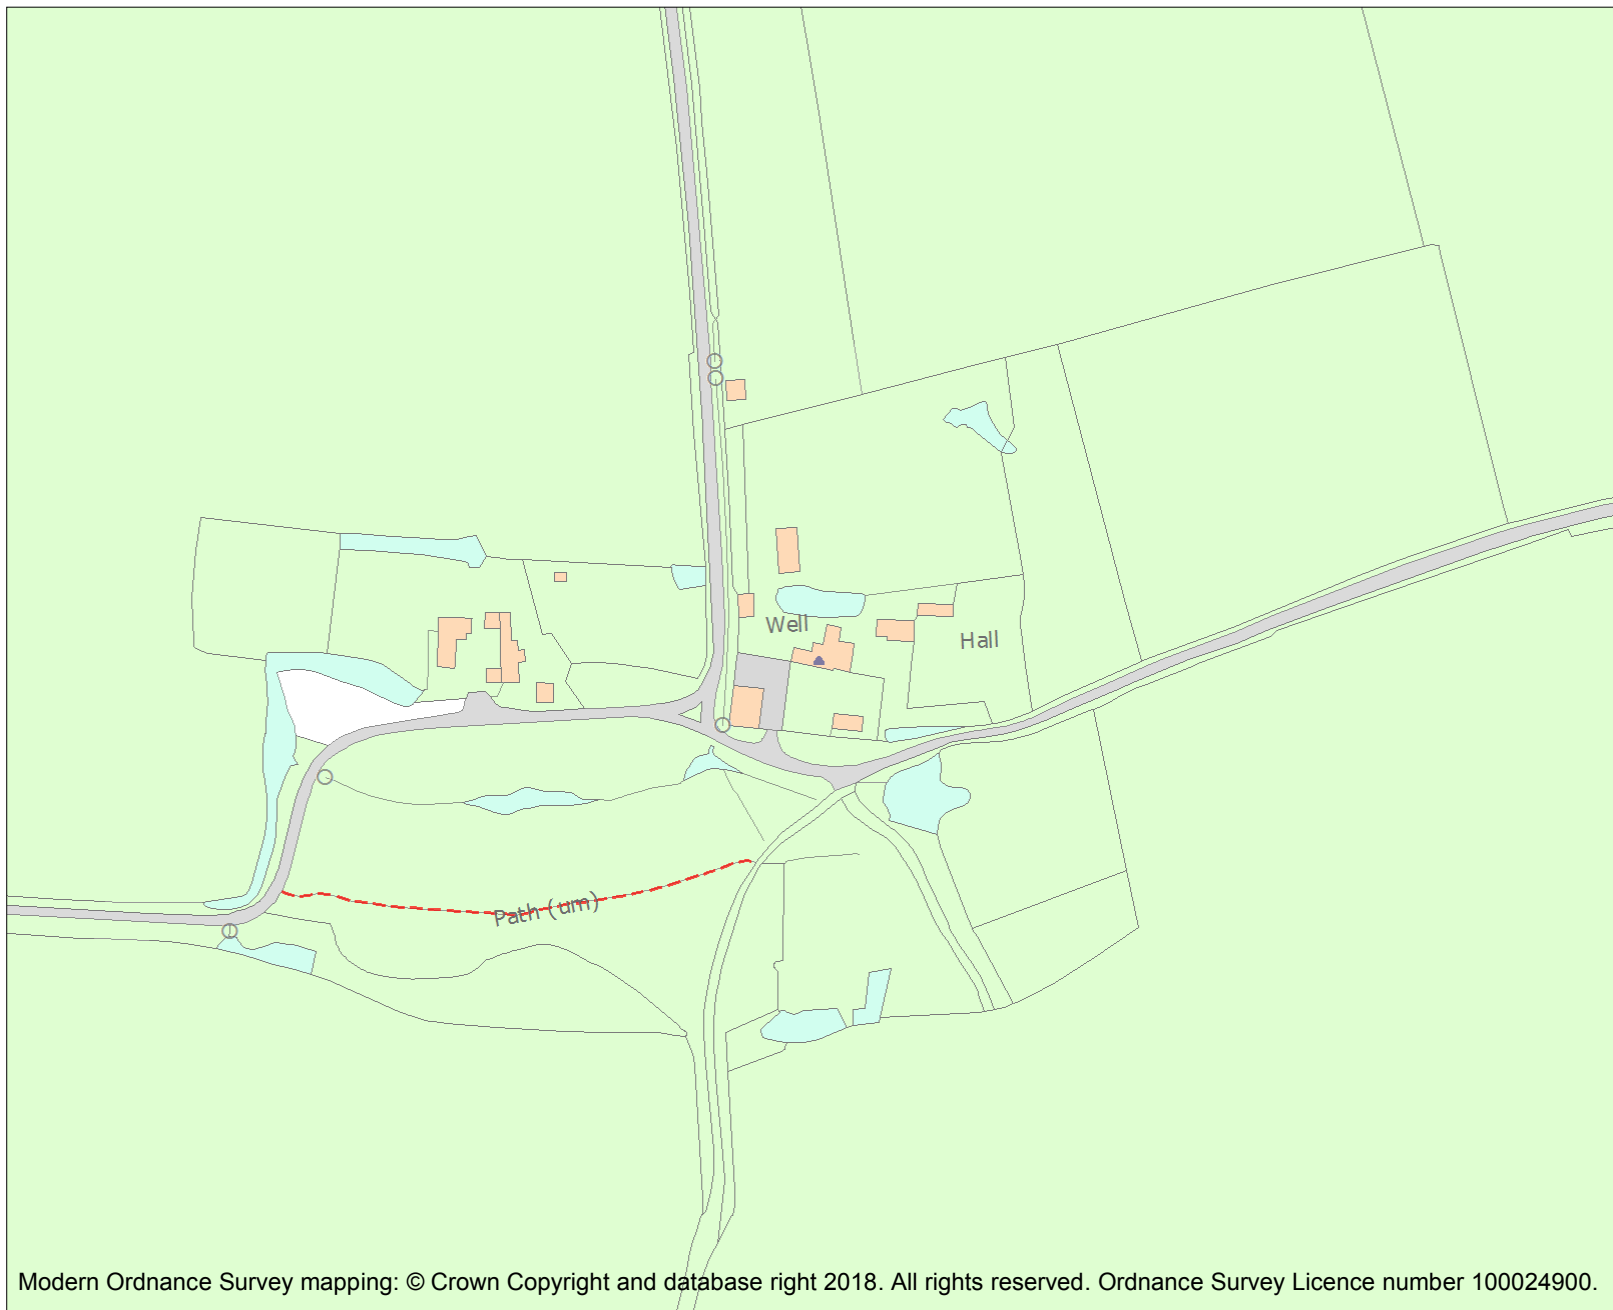 Well
Hall
Path (um)
Modern Ordnance Survey mapping: © Crown Copyright and database right 2018. All rights reserved. Ordnance Survey Licence number 100024900.